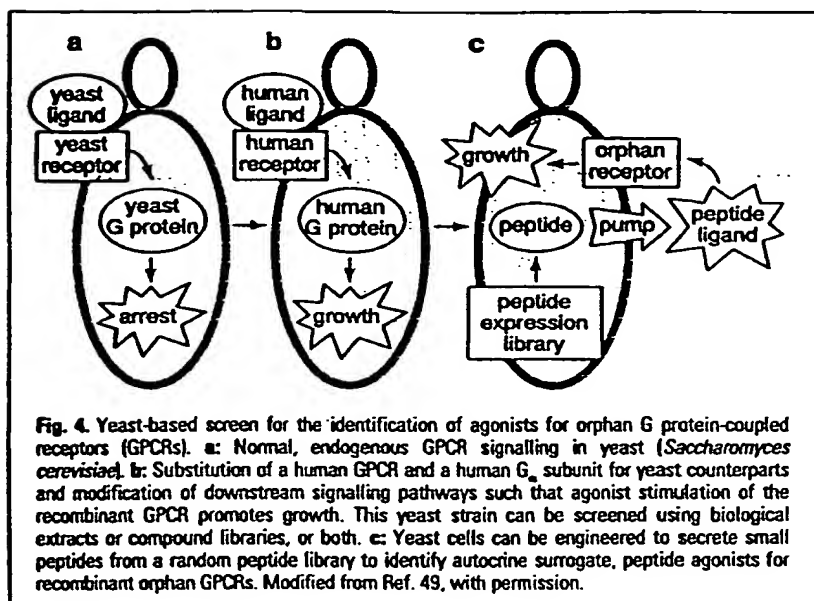 a b c
yeast
ligand
yeast
receptor
yeast
G protein
arrest
human
ligand
human
receptor
human
G protein
growth
growth
orphan
receptor
peptide
pump
peptide
ligand
peptide
expression
library
Fig. 4. Yeast-based screen for the identification of agonists for orphan G protein-coupled
receptors (GPCRs). a: Normal, endogenous GPCR signalling in yeast (Saccharomyces
cerevisiae). b: Substitution of a human GPCR and a human Gα subunit for yeast counterparts
and modification of downstream signalling pathways such that agonist stimulation of the
recombinant GPCR promotes growth. This yeast strain can be screened using biological
extracts or compound libraries, or both. c: Yeast cells can be engineered to secrete small
peptides from a random peptide library to identify autocrine surrogate, peptide agonists for
recombinant orphan GPCRs. Modified from Ref. 49, with permission.